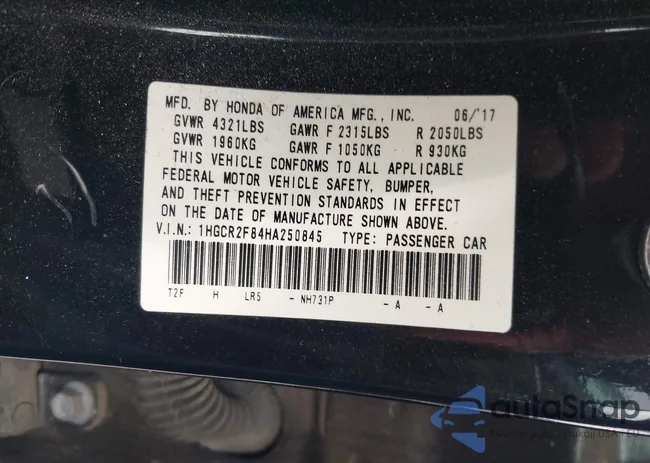 MFD. BY HONDA OF AMERICA MFG., INC. 06/'17
GVWR 4321LBS GAWR F 2315LBS R 2050LBS
GVWR 1960KG GAWR F 1050KG R 930KG
THIS VEHICLE CONFORMS TO ALL APPLICABLE
FEDERAL MOTOR VEHICLE SAFETY, BUMPER,
AND THEFT PREVENTION STANDARDS IN EFFECT
ON THE DATE OF MANUFACTURE SHOWN ABOVE.
V.I.N.: 1HGCR2F84HA250845 TYPE: PASSENGER CAR
T2F H LR5 - NH731P - A - A
autoSnap